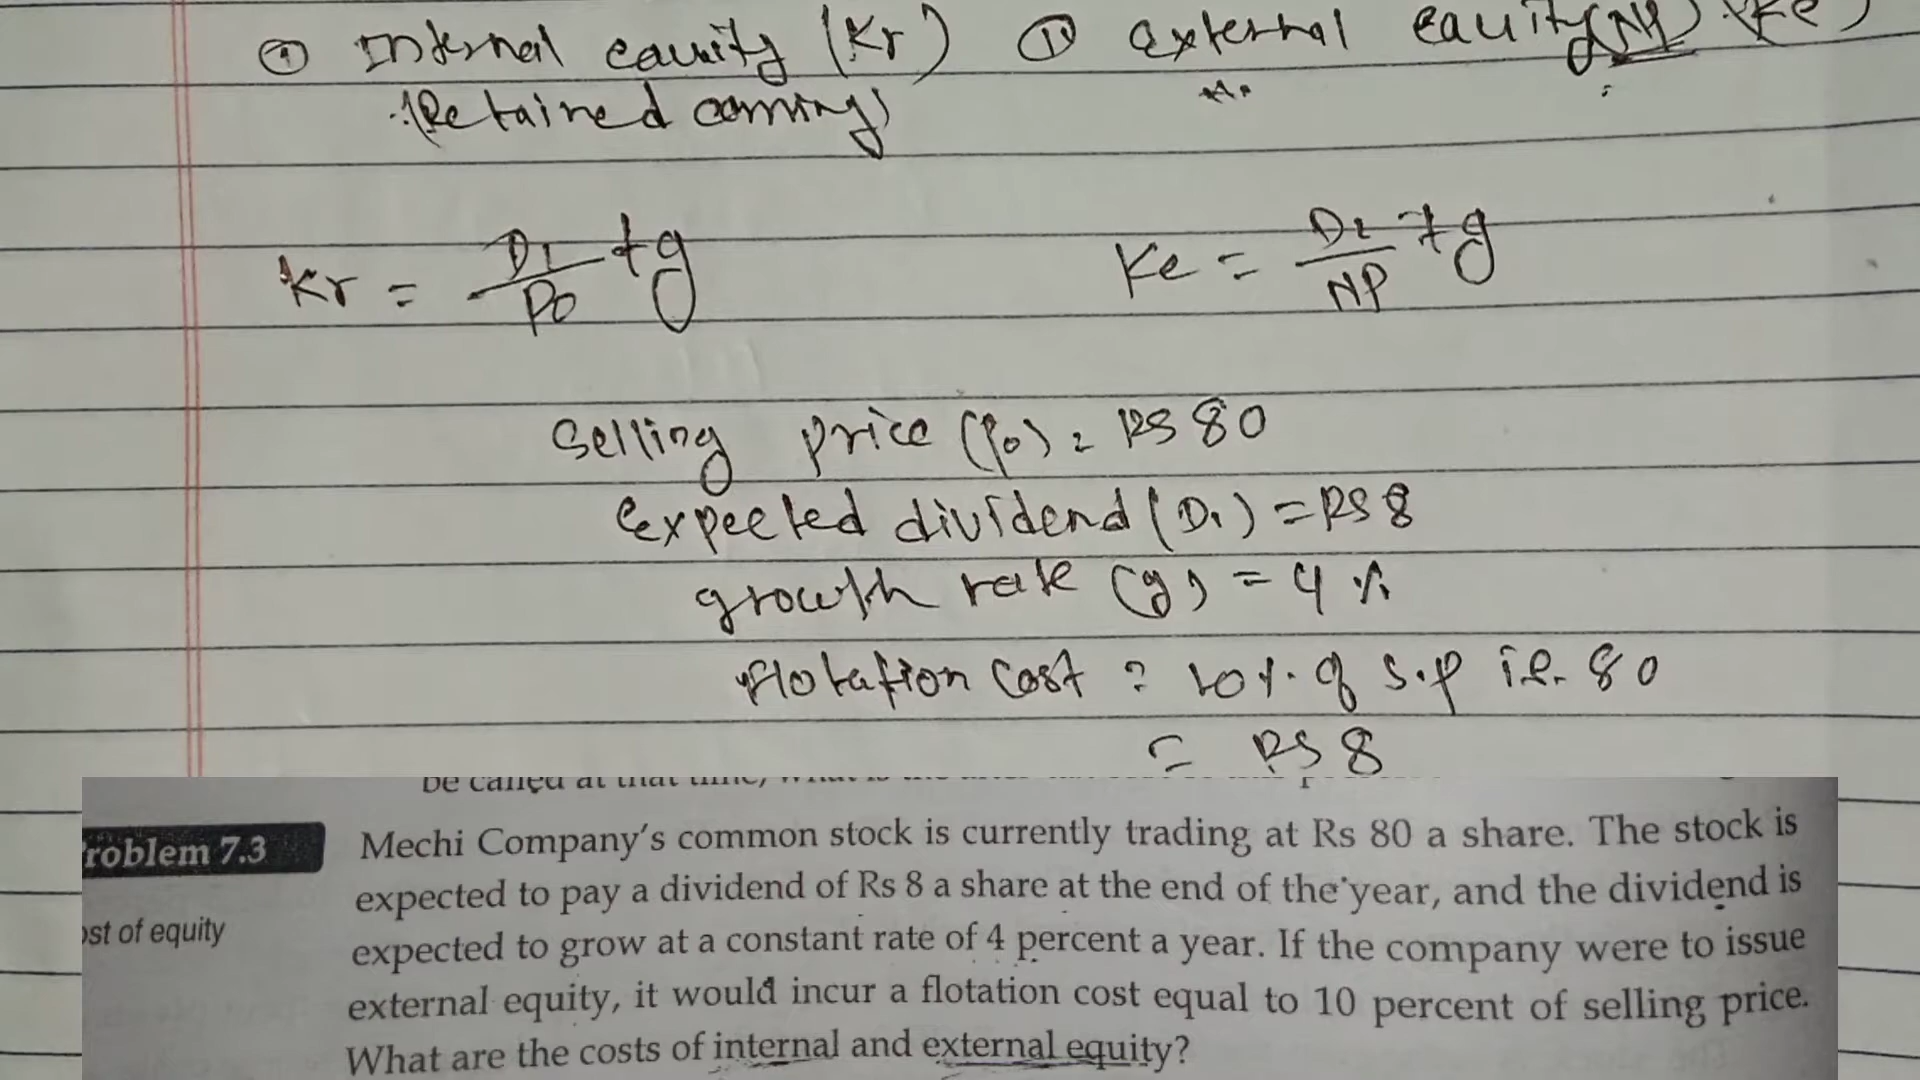 ① Internal equity (Kr) ② external equity(NP) (Ke)
(Retained earning)
Kr = D1/P0 + g
Ke = D1/NP + g
Selling price (P0) = RS 80
expected dividend (D1) = RS 8
growth rate (g) = 4 %
flotation cost = 10%. of S.P i.e. 80
= RS 8
roblem 7.3
ost of equity
Mechi Company's common stock is currently trading at Rs 80 a share. The stock is
expected to pay a dividend of Rs 8 a share at the end of the year, and the dividend is
expected to grow at a constant rate of 4 percent a year. If the company were to issue
external equity, it would incur a flotation cost equal to 10 percent of selling price.
What are the costs of internal and external equity?